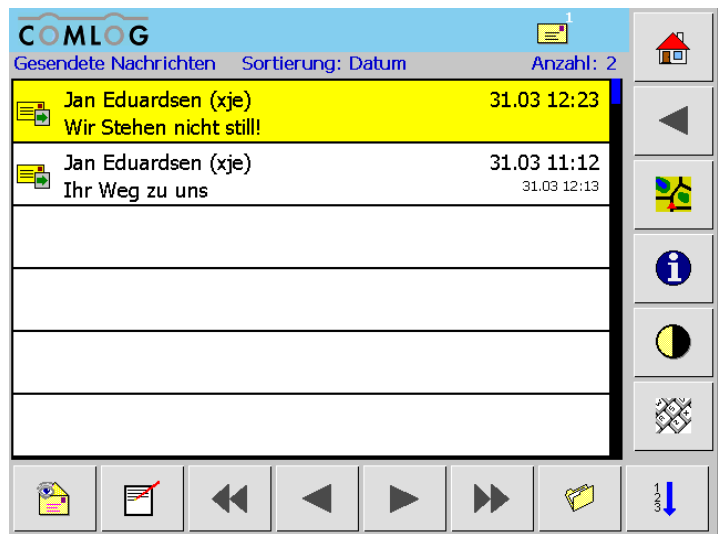 COMLOG
1
Gesendete Nachrichten Sortierung: Datum Anzahl: 2
Jan Eduardsen (xje) 31.03 12:23
Wir Stehen nicht still!
Jan Eduardsen (xje) 31.03 11:12
Ihr Weg zu uns 31.03 12:13
1
2
3